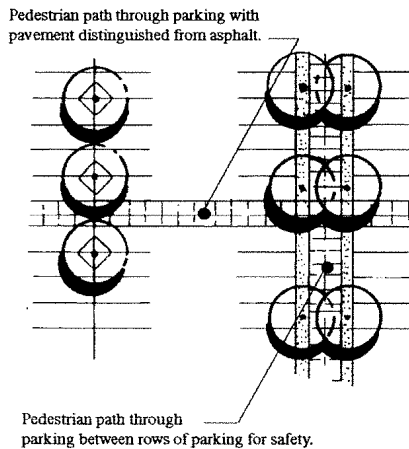 Pedestrian path through parking with
pavement distinguished from asphalt.
Pedestrian path through
parking between rows of parking for safety.